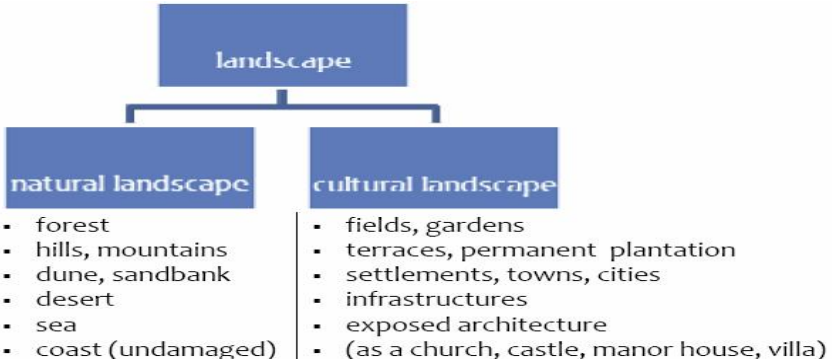 landscape
natural landscape
cultural landscape
▪ forest
▪ hills, mountains
▪ dune, sandbank
▪ desert
▪ sea
▪ coast (undamaged)
▪ fields, gardens
▪ terraces, permanent plantation
▪ settlements, towns, cities
▪ infrastructures
▪ exposed architecture
▪ (as a church, castle, manor house, villa)